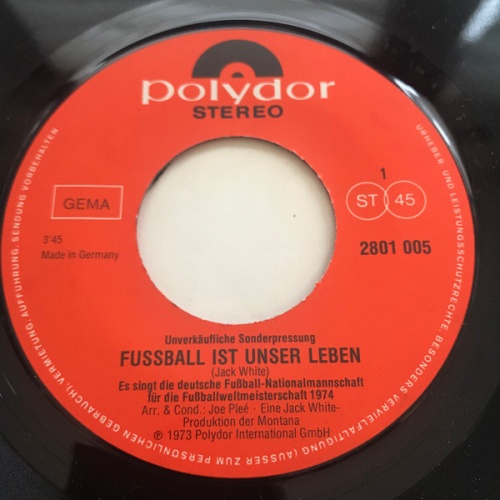 polydor
STEREO
GEMA
1
ST 45
3'45
Made in Germany
2801 005
Unverkäufliche Sonderpressung
FUSSBALL IST UNSER LEBEN
(Jack White)
Es singt die deutsche Fußball-Nationalmannschaft
für die Fußballweltmeisterschaft 1974
Arr. & Cond.: Joe Pleé · Eine Jack White-
Produktion der Montana
℗ 1973 Polydor International GmbH
URHEBER- UND LEISTUNGSSCHUTZRECHTE, BESONDERS VERVIELFÄLTIGUNG (AUSSER ZUM PERSÖNLICHEN GEBRAUCH), VERMIETUNG, AUFFÜHRUNG, SENDUNG VORBEHALTEN